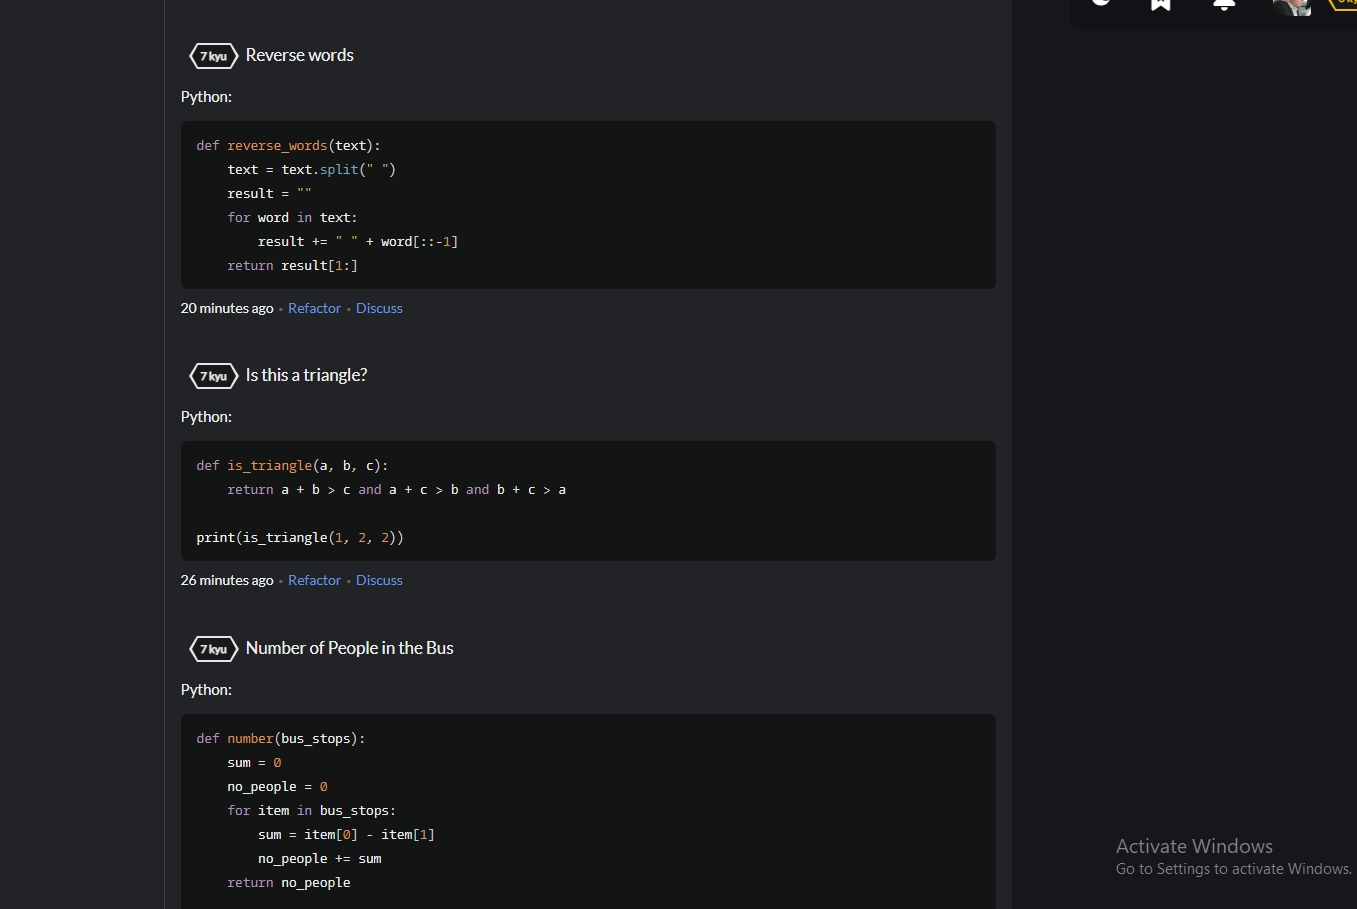 7 kyu Reverse words
Python:
def reverse_words(text):
    text = text.split(" ")
    result = ""
    for word in text:
        result += " " + word[::-1]
    return result[1:]
20 minutes ago • Refactor • Discuss
7 kyu Is this a triangle?
Python:
def is_triangle(a, b, c):
    return a + b > c and a + c > b and b + c > a
print(is_triangle(1, 2, 2))
26 minutes ago • Refactor • Discuss
7 kyu Number of People in the Bus
Python:
def number(bus_stops):
    sum = 0
    no_people = 0
    for item in bus_stops:
        sum = item[0] - item[1]
        no_people += sum
    return no_people
Activate Windows
Go to Settings to activate Windows.